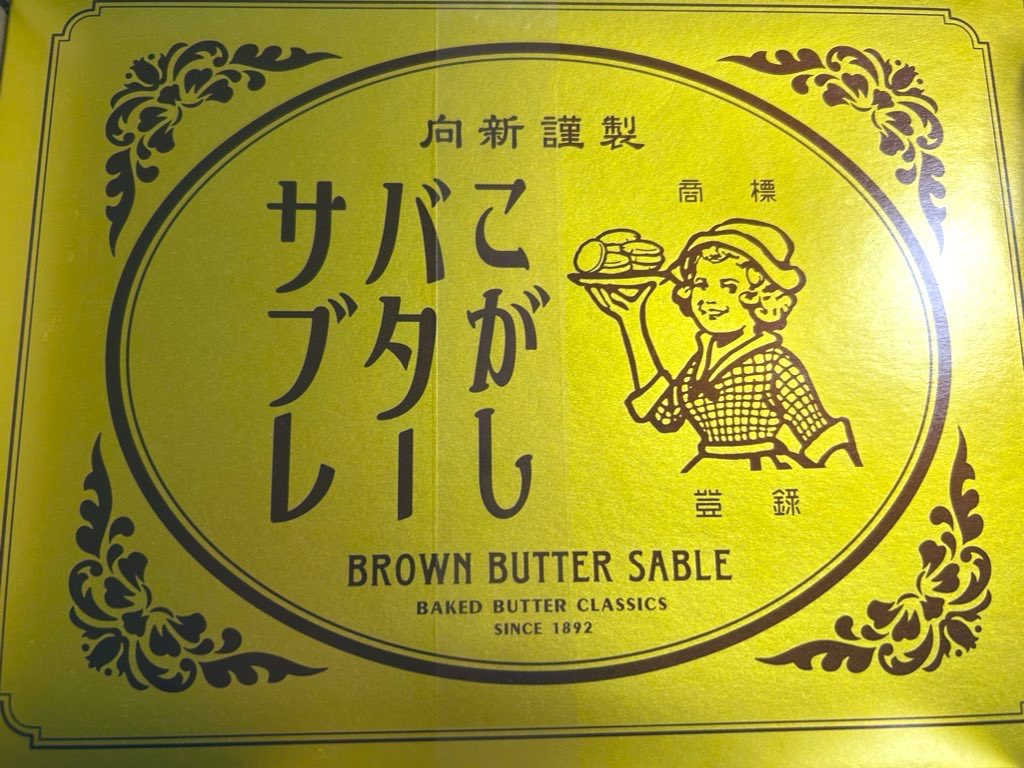 向新謹製
こがし
バター
サブレ
商標
登録
BROWN BUTTER SABLE
BAKED BUTTER CLASSICS
SINCE 1892